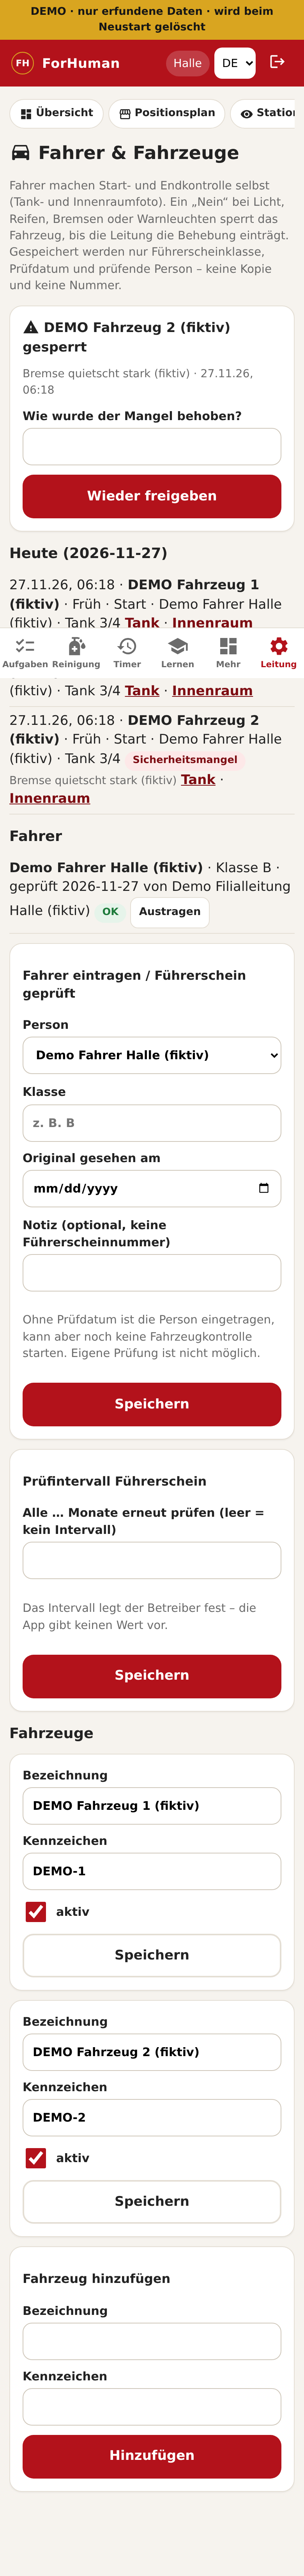 DEMO · nur erfundene Daten · wird beim
Neustart gelöscht
FH ForHuman Halle DE
Übersicht Positionsplan Station
Fahrer & Fahrzeuge
Fahrer machen Start- und Endkontrolle selbst
(Tank- und Innenraumfoto). Ein „Nein“ bei Licht,
Reifen, Bremsen oder Warnleuchten sperrt das
Fahrzeug, bis die Leitung die Behebung einträgt.
Gespeichert werden nur Führerscheinklasse,
Prüfdatum und prüfende Person – keine Kopie
und keine Nummer.
DEMO Fahrzeug 2 (fiktiv)
gesperrt
Bremse quietscht stark (fiktiv) · 27.11.26,
06:18
Wie wurde der Mangel behoben?
Wieder freigeben
Heute (2026-11-27)
27.11.26, 06:18 · DEMO Fahrzeug 1
(fiktiv) · Früh · Start · Demo Fahrer Halle
(fiktiv) · Tank 3/4 Tank · Innenraum
Aufgaben Reinigung Timer Lernen Mehr Leitung
(fiktiv) · Tank 3/4 Tank · Innenraum
27.11.26, 06:18 · DEMO Fahrzeug 2
(fiktiv) · Früh · Start · Demo Fahrer Halle
(fiktiv) · Tank 3/4 Sicherheitsmangel
Bremse quietscht stark (fiktiv) Tank ·
Innenraum
Fahrer
Demo Fahrer Halle (fiktiv) · Klasse B ·
geprüft 2026-11-27 von Demo Filialleitung
Halle (fiktiv) OK Austragen
Fahrer eintragen / Führerschein
geprüft
Person
Demo Fahrer Halle (fiktiv)
Klasse
z. B. B
Original gesehen am
mm/dd/yyyy
Notiz (optional, keine
Führerscheinnummer)
Ohne Prüfdatum ist die Person eingetragen,
kann aber noch keine Fahrzeugkontrolle
starten. Eigene Prüfung ist nicht möglich.
Speichern
Prüfintervall Führerschein
Alle … Monate erneut prüfen (leer =
kein Intervall)
Das Intervall legt der Betreiber fest – die
App gibt keinen Wert vor.
Speichern
Fahrzeuge
Bezeichnung
DEMO Fahrzeug 1 (fiktiv)
Kennzeichen
DEMO-1
aktiv
Speichern
Bezeichnung
DEMO Fahrzeug 2 (fiktiv)
Kennzeichen
DEMO-2
aktiv
Speichern
Fahrzeug hinzufügen
Bezeichnung
Kennzeichen
Hinzufügen